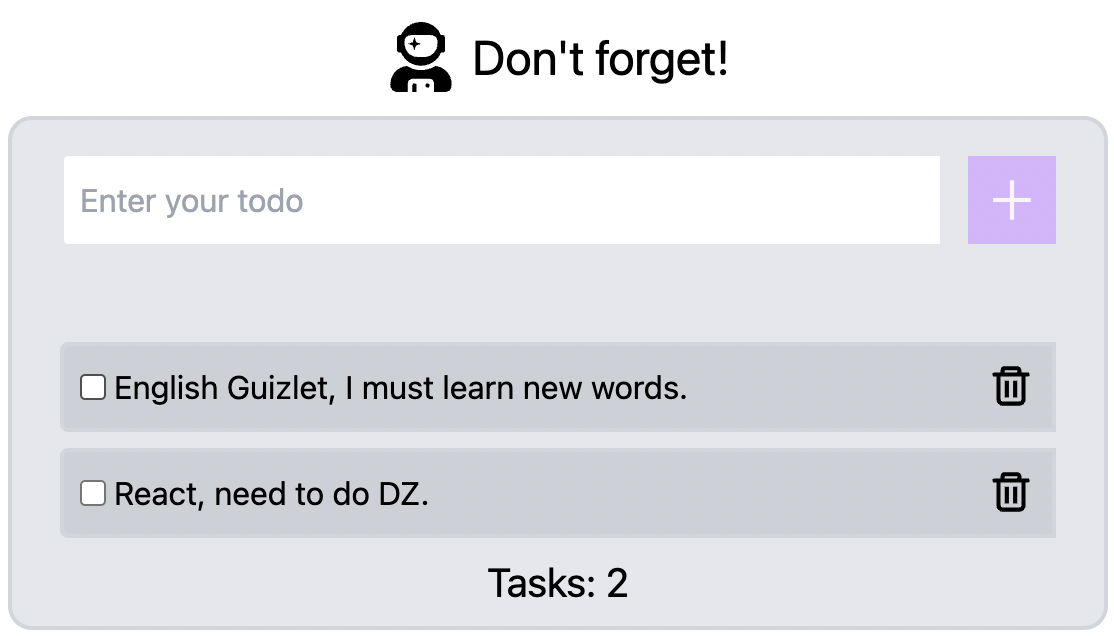 Don't forget!
Enter your todo
English Guizlet, I must learn new words.
React, need to do DZ.
Tasks: 2